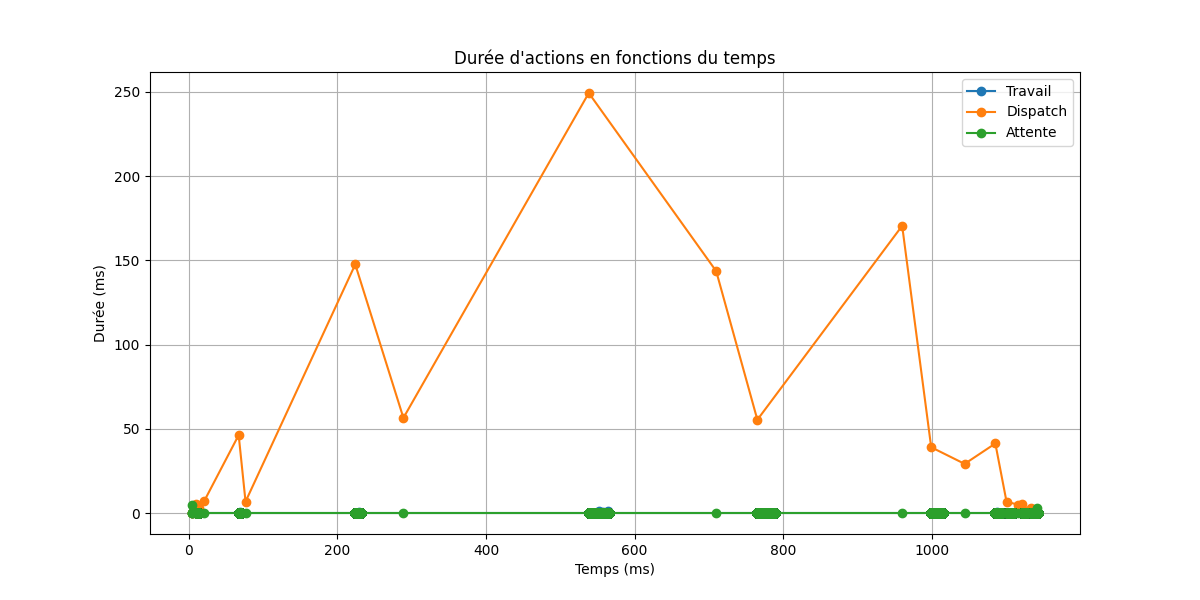 Durée d'actions en fonctions du temps
Travail
Dispatch
Attente
Durée (ms)
250
200
150
100
50
0
0 200 400 600 800 1000
Temps (ms)